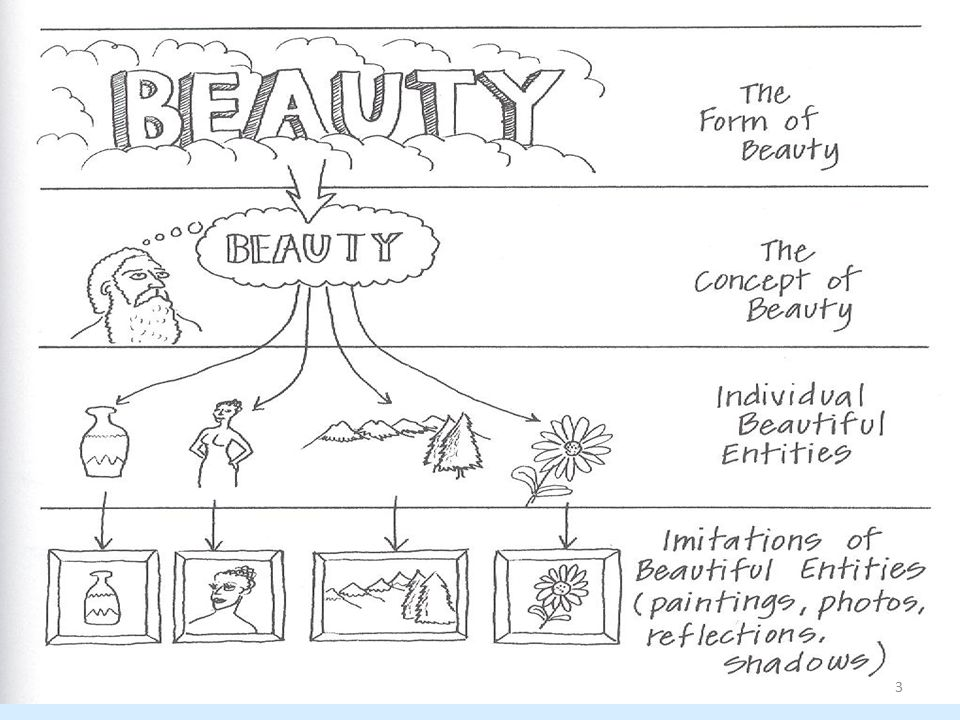 BEAUTY
The
Form of
Beauty
BEAUTY
The
Concept of
Beauty
Individual
Beautiful
Entities
Imitations of
Beautiful Entities
(paintings, photos,
reflections,
shadows)
3